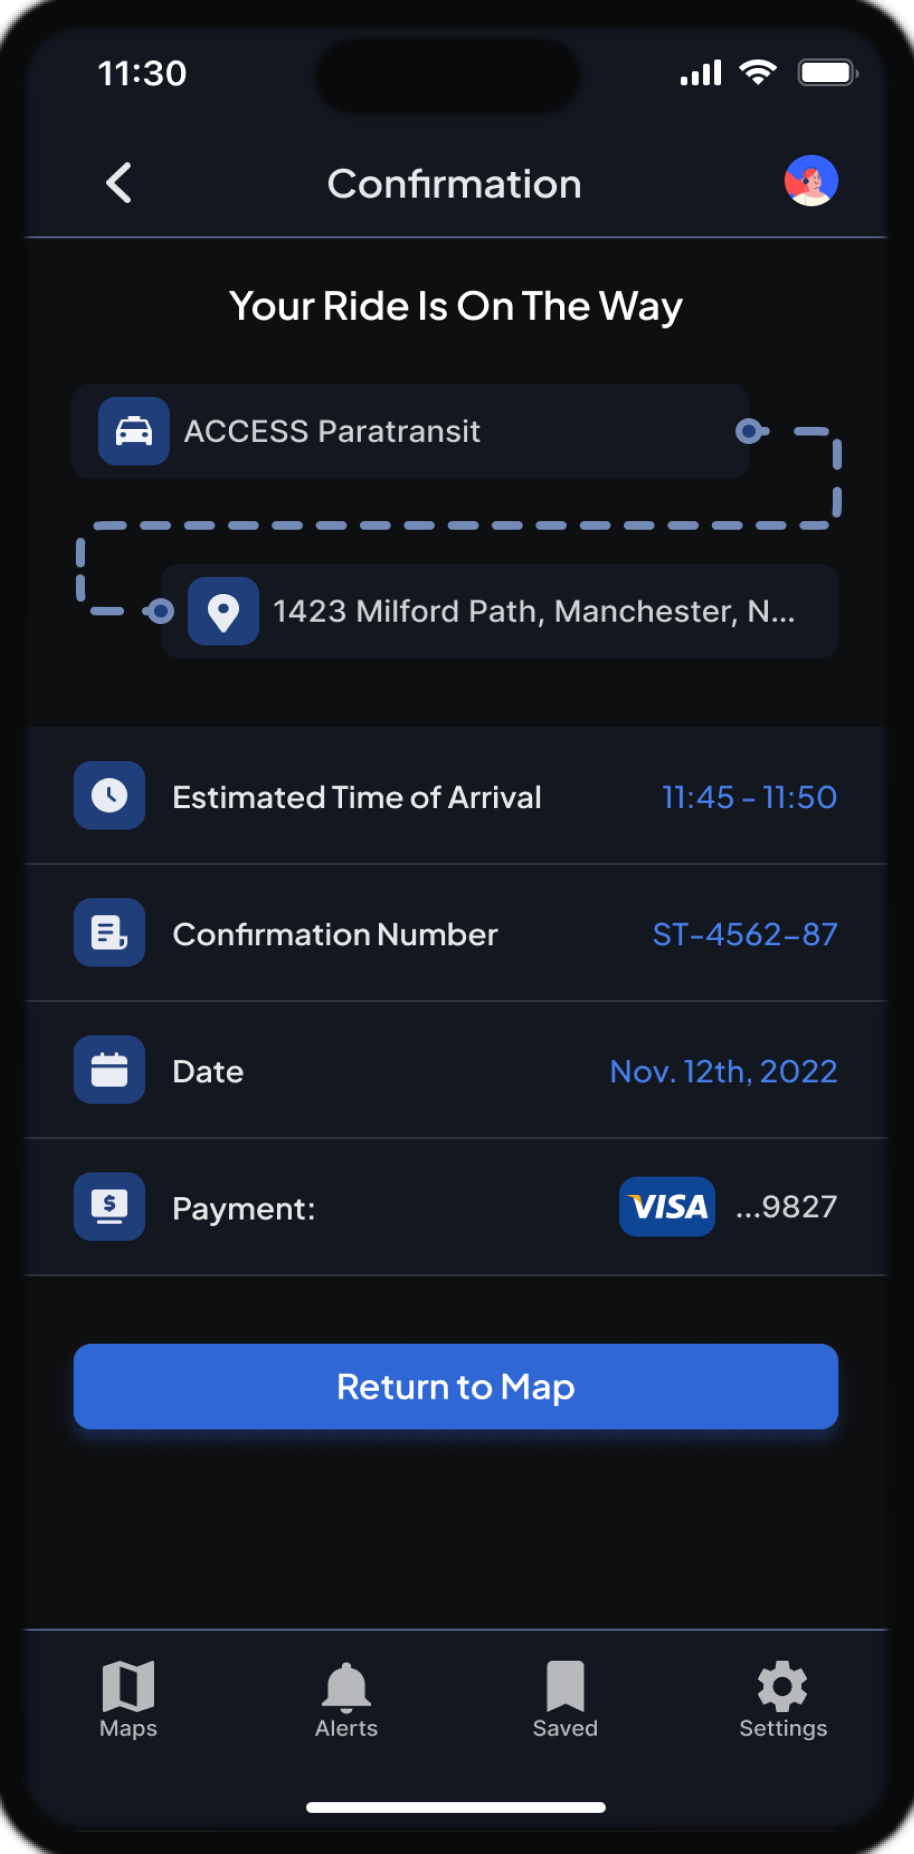 11:30
Confirmation
Your Ride Is On The Way
ACCESS Paratransit
1423 Milford Path, Manchester, N...
Estimated Time of Arrival 11:45 - 11:50
Confirmation Number ST-4562-87
Date Nov. 12th, 2022
$ Payment: VISA ...9827
Return to Map
Maps Alerts Saved Settings